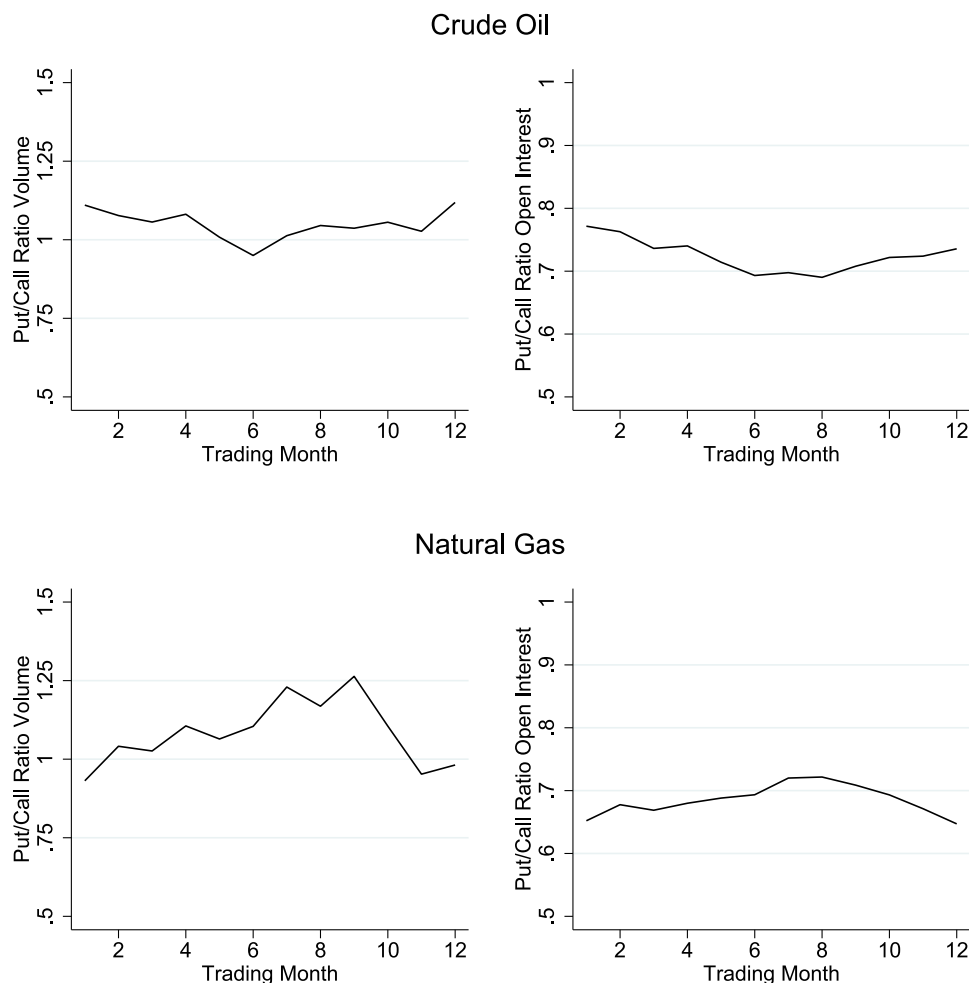 Crude Oil
Put/Call Ratio Volume
1.5
1.25
1
.75
.5
2 4 6 8 10 12
Trading Month
Put/Call Ratio Open Interest
1
.9
.8
.7
.6
.5
2 4 6 8 10 12
Trading Month
Natural Gas
Put/Call Ratio Volume
1.5
1.25
1
.75
.5
2 4 6 8 10 12
Trading Month
Put/Call Ratio Open Interest
1
.9
.8
.7
.6
.5
2 4 6 8 10 12
Trading Month